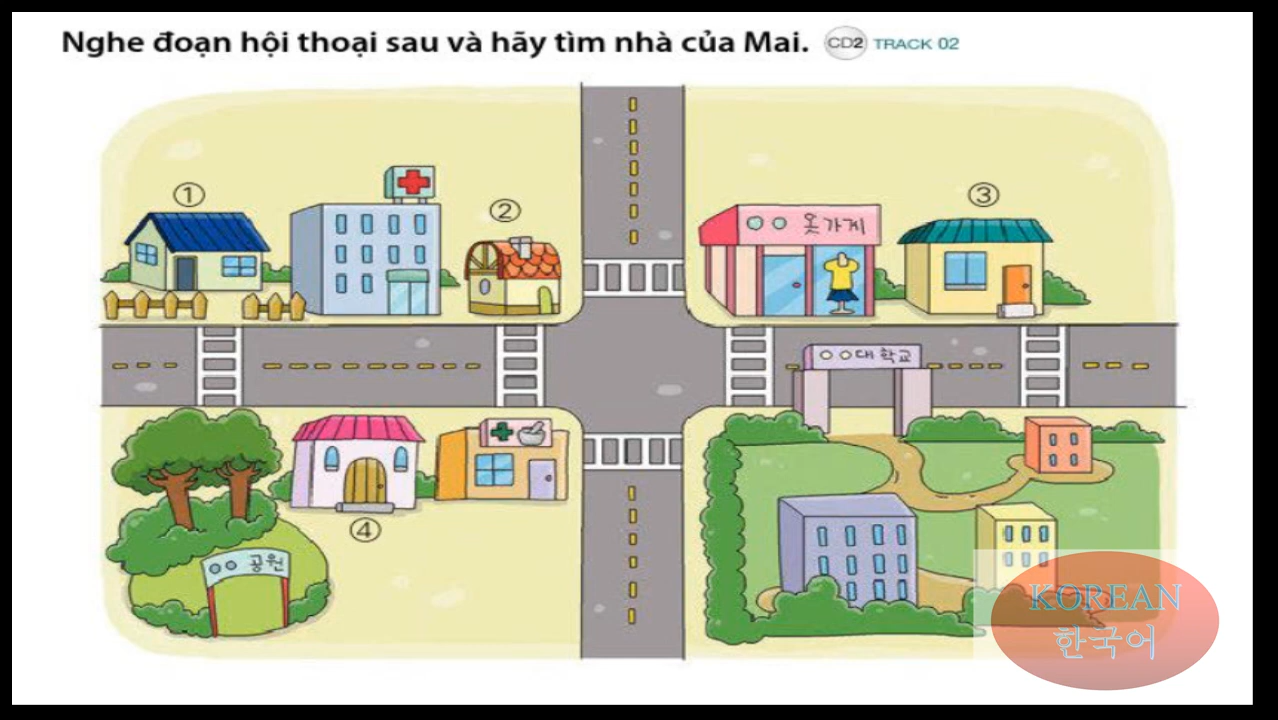 Nghe đoạn hội thoại sau và hãy tìm nhà của Mai. CD2 TRACK 02
①
②
③
○○ 옷가게
○○대학교
④
○○ 공원
KOREAN
한국어